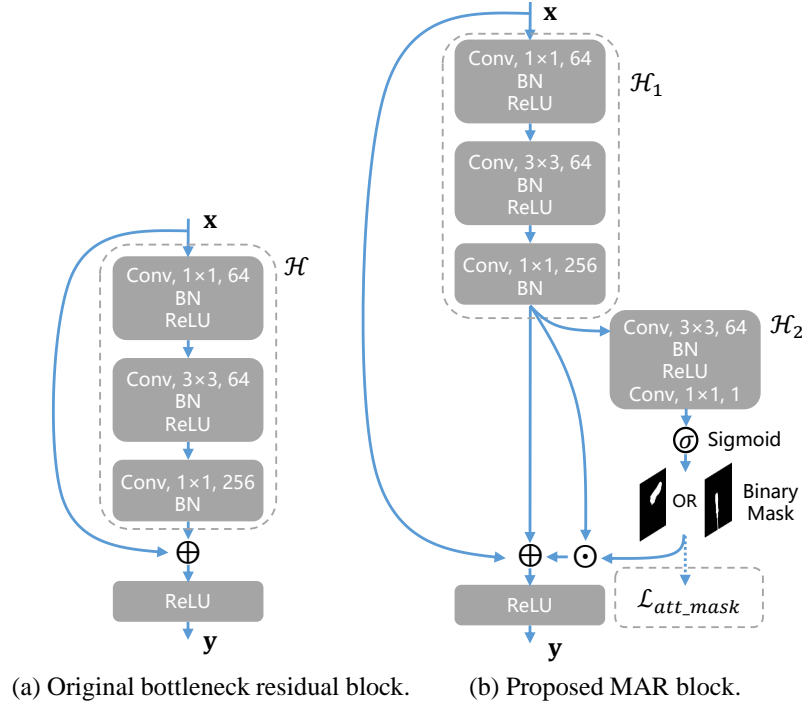 x
Conv, 1×1, 64
BN
ReLU
Conv, 3×3, 64
BN
ReLU
Conv, 1×1, 256
BN
ℋ
⊕
ReLU
y
(a) Original bottleneck residual block.
x
Conv, 1×1, 64
BN
ReLU
ℋ₁
Conv, 3×3, 64
BN
ReLU
Conv, 1×1, 256
BN
Conv, 3×3, 64
BN
ReLU
Conv, 1×1, 1
ℋ₂
σ Sigmoid
OR
Binary
Mask
⊕ ⊙
ReLU
ℒ_att_mask
y
(b) Proposed MAR block.